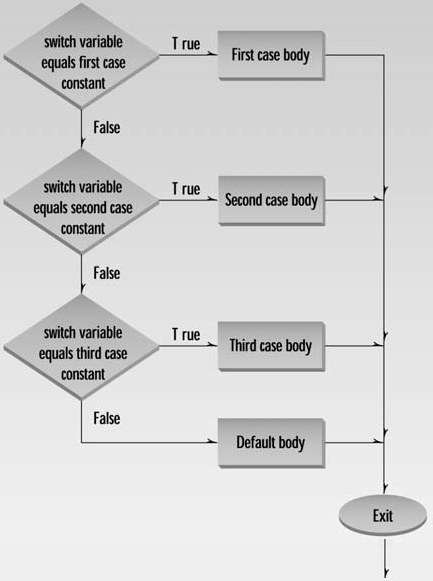 switch variable
equals first case
constant
T rue
First case body
False
switch variable
equals second case
constant
T rue
Second case body
False
switch variable
equals third case
constant
T rue
Third case body
False
Default body
Exit